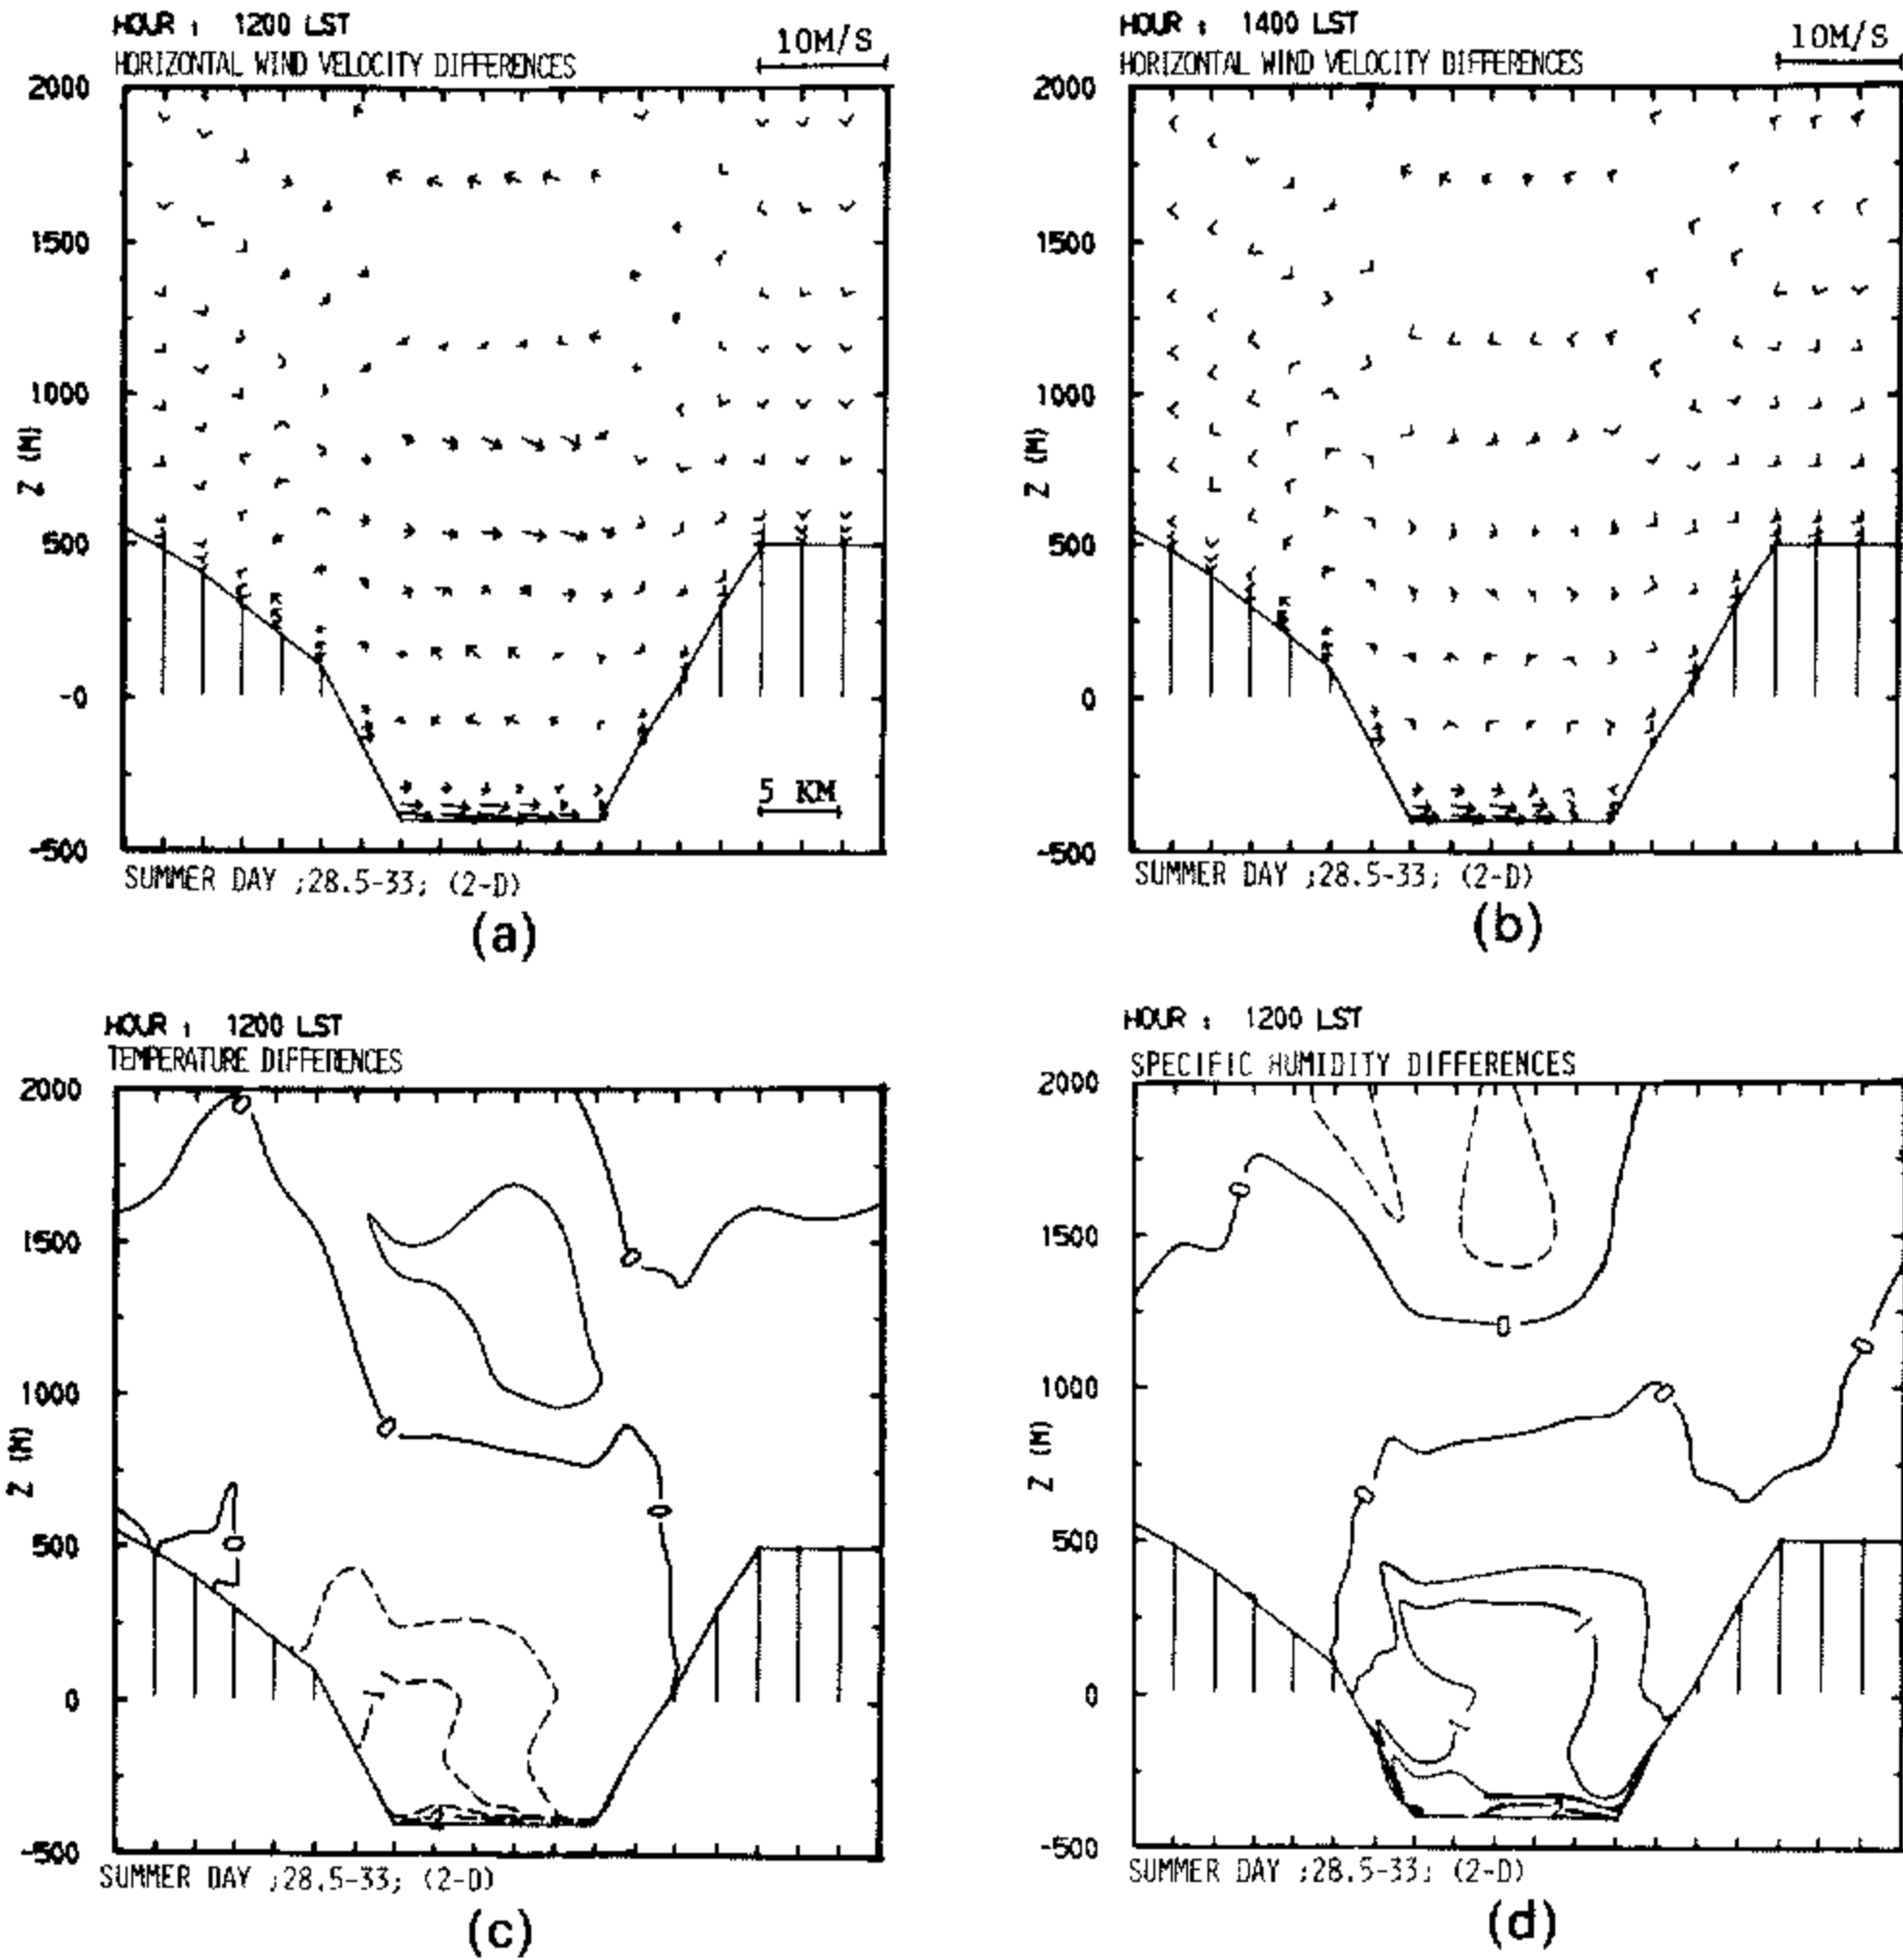 HOUR : 1200 LST
HORIZONTAL WIND VELOCITY DIFFERENCES
10M/S
2000
1500
1000
500
-0
-500
Z (M)
5 KM
SUMMER DAY ;28.5-33; (2-D)
(a)
HOUR : 1400 LST
HORIZONTAL WIND VELOCITY DIFFERENCES
10M/S
2000
1500
1000
500
0
-500
Z (M)
SUMMER DAY ;28.5-33; (2-D)
(b)
HOUR : 1200 LST
TEMPERATURE DIFFERENCES
2000
1500
1000
500
0
-500
Z (M)
0
0
0
0
0
SUMMER DAY ;28.5-33; (2-D)
(c)
HOUR : 1200 LST
SPECIFIC HUMIDITY DIFFERENCES
2000
1500
1000
500
0
-500
Z (M)
0
0
0
0
0
SUMMER DAY ;28.5-33; (2-D)
(d)